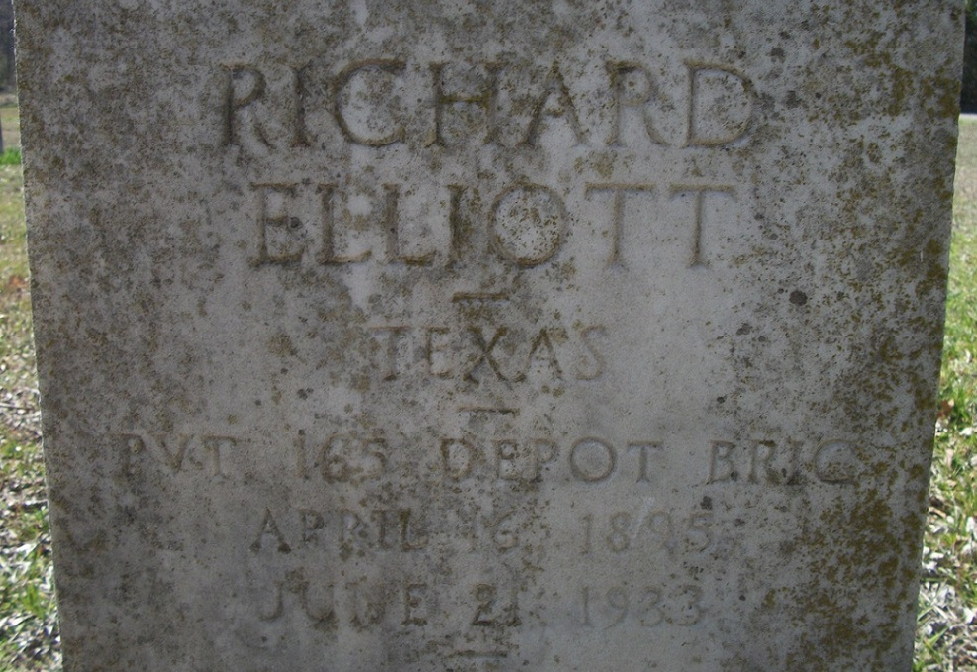 RICHARD
ELLIOTT
TEXAS
PVT 165 DEPOT BRIG
APRIL 16 1895
JUNE 21 1933